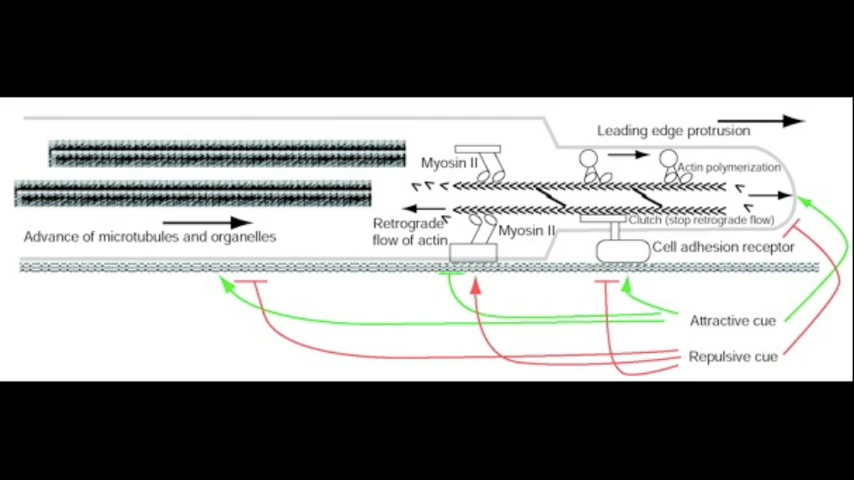 Leading edge protrusion
Myosin II
Actin polymerization
Retrograde
flow of actin
Myosin II
Clutch (stop retrograde flow)
Advance of microtubules and organelles
Cell adhesion receptor
Attractive cue
Repulsive cue